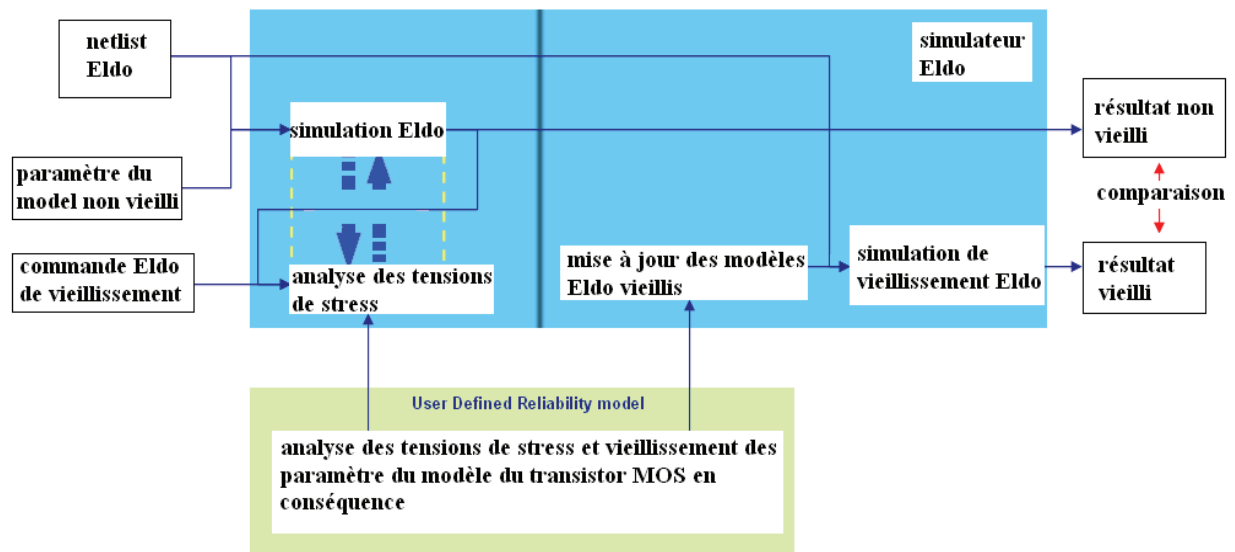 netlist
Eldo
simulateur
Eldo
simulation Eldo
résultat non
vieilli
paramètre du
model non vieilli
comparaison
commande Eldo
de vieillissement
analyse des tensions
de stress
mise à jour des modèles
Eldo vieillis
simulation de
vieillissement Eldo
résultat
vieilli
User Defined Reliability model
analyse des tensions de stress et vieillissement des
paramètre du modèle du transistor MOS en
conséquence